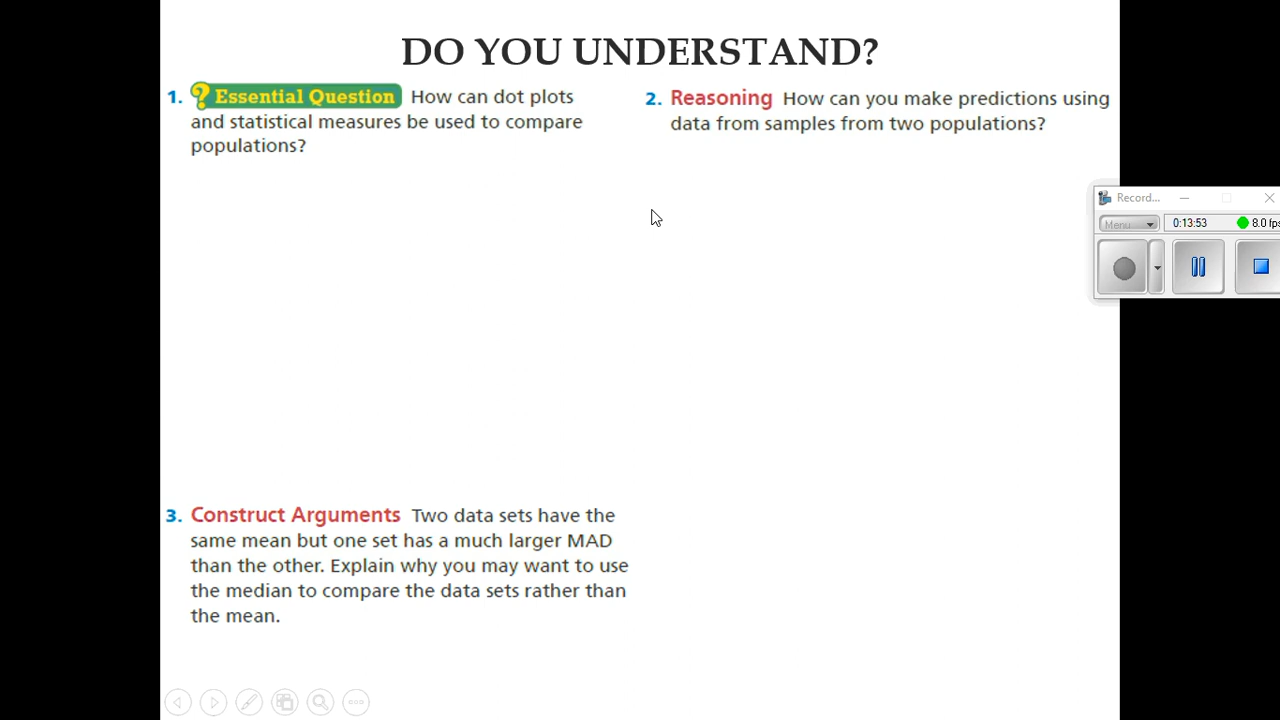 DO YOU UNDERSTAND?
1. ? Essential Question How can dot plots
and statistical measures be used to compare
populations?
2. Reasoning How can you make predictions using
data from samples from two populations?
Record...
Menu 0:13:53 8.0 fps
3. Construct Arguments Two data sets have the
same mean but one set has a much larger MAD
than the other. Explain why you may want to use
the median to compare the data sets rather than
the mean.